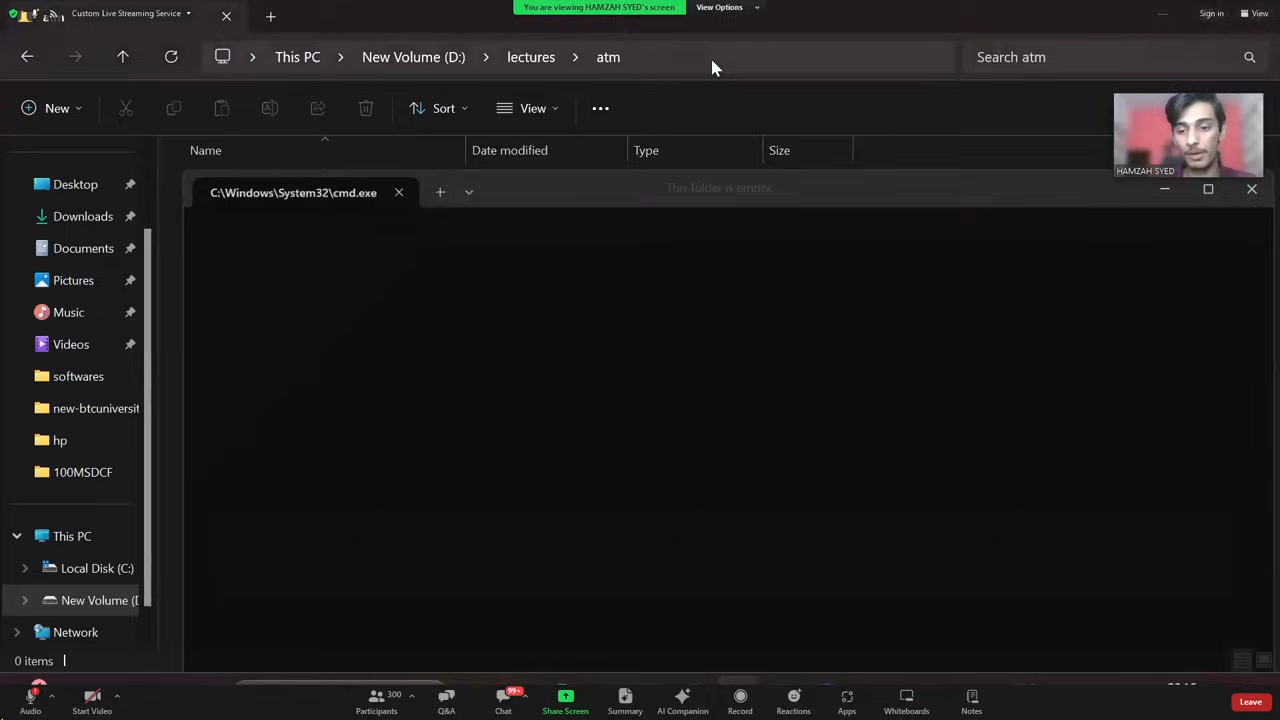 Custom Live Streaming Service
You are viewing HAMZAH SYED's screen
View Options
Sign in
View
This PC
New Volume (D:)
lectures
atm
Search atm
New
Sort
View
Name
Date modified
Type
Size
HAMZAH SYED
This folder is empty.
C:\Windows\System32\cmd.exe
Desktop
Downloads
Documents
Pictures
Music
Videos
softwares
new-btcuniversit
hp
100MSDCF
This PC
Local Disk (C:)
New Volume (D
Network
0 items
Audio
Start Video
300
Participants
Q&A
99+
Chat
Share Screen
Summary
AI Companion
Record
Reactions
Apps
Whiteboards
Notes
Leave